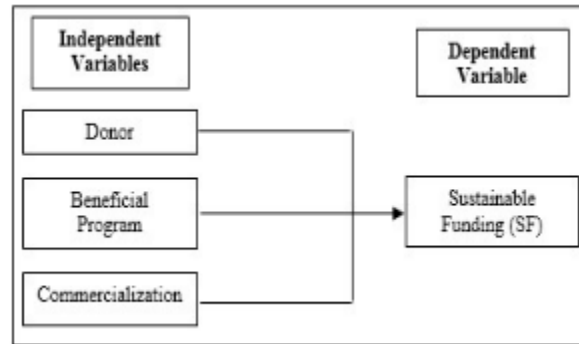 Independent
Variables
Dependent
Variable
Donor
Beneficial
Program
Sustainable
Funding (SF)
Commercialization